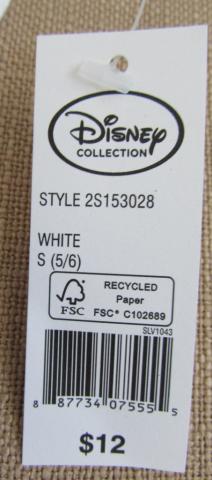 Disney
COLLECTION
STYLE 2S153028
WHITE
S (5/6)
RECYCLED
Paper
FSC
FSC® C102689
SLV1043
8 87734 07555 5
$12